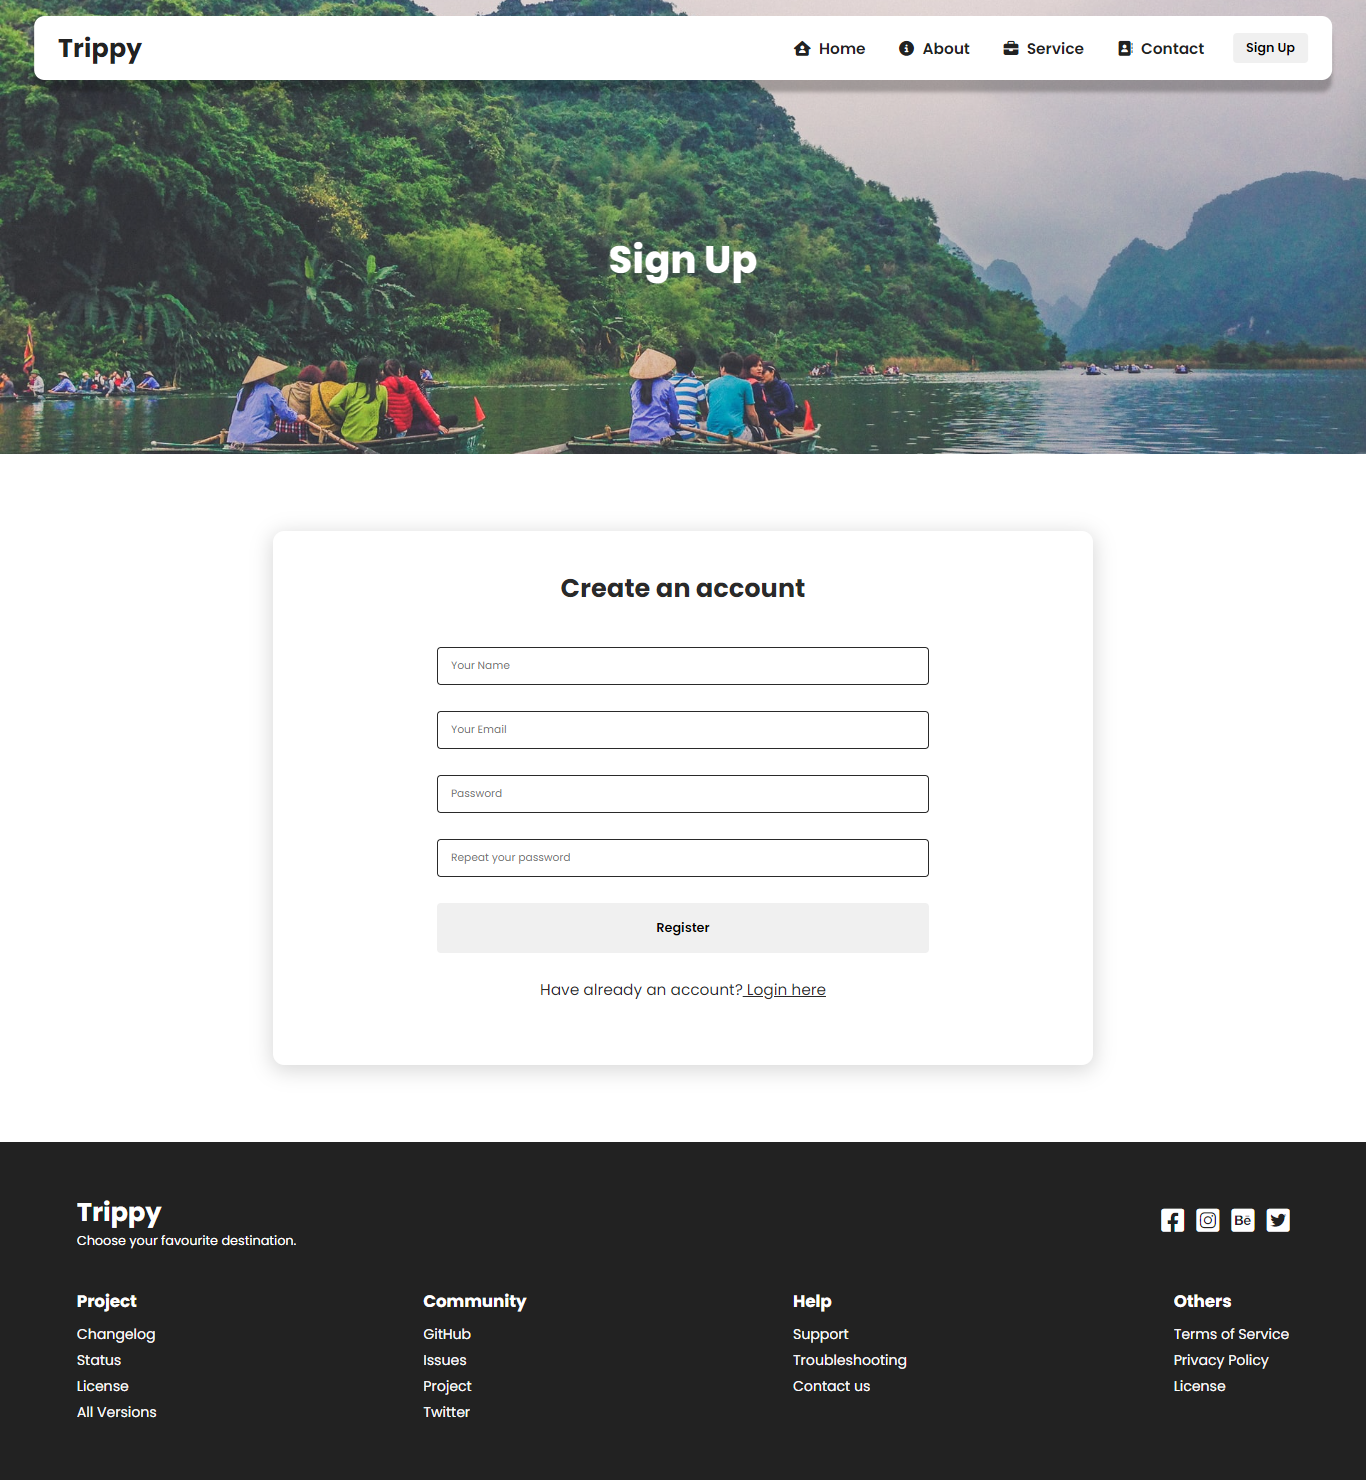 Trippy
Home
About
Service
Contact
Sign Up
Sign Up
Create an account
Your Name
Your Email
Password
Repeat your password
Register
Have already an account? Login here
Trippy
Choose your favourite destination.
Bē
Project
Changelog
Status
License
All Versions
Community
GitHub
Issues
Project
Twitter
Help
Support
Troubleshooting
Contact us
Others
Terms of Service
Privacy Policy
License